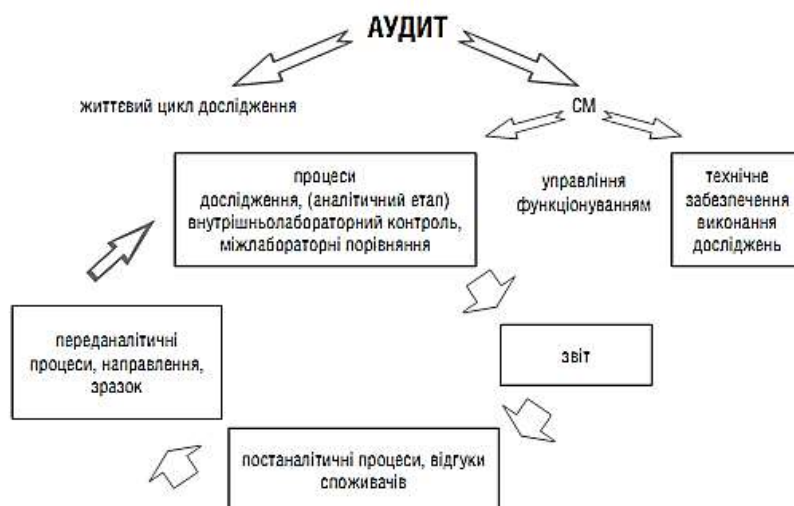 АУДИТ
життєвий цикл дослідження
СМ
процеси
дослідження, (аналітичний етап)
внутрішньолабораторний контроль,
міжлабораторні порівняння
управління
функціонуванням
технічне
забезпечення
виконання
досліджень
переданалітичні
процеси, направлення,
зразок
звіт
постаналітичні процеси, відгуки
споживачів